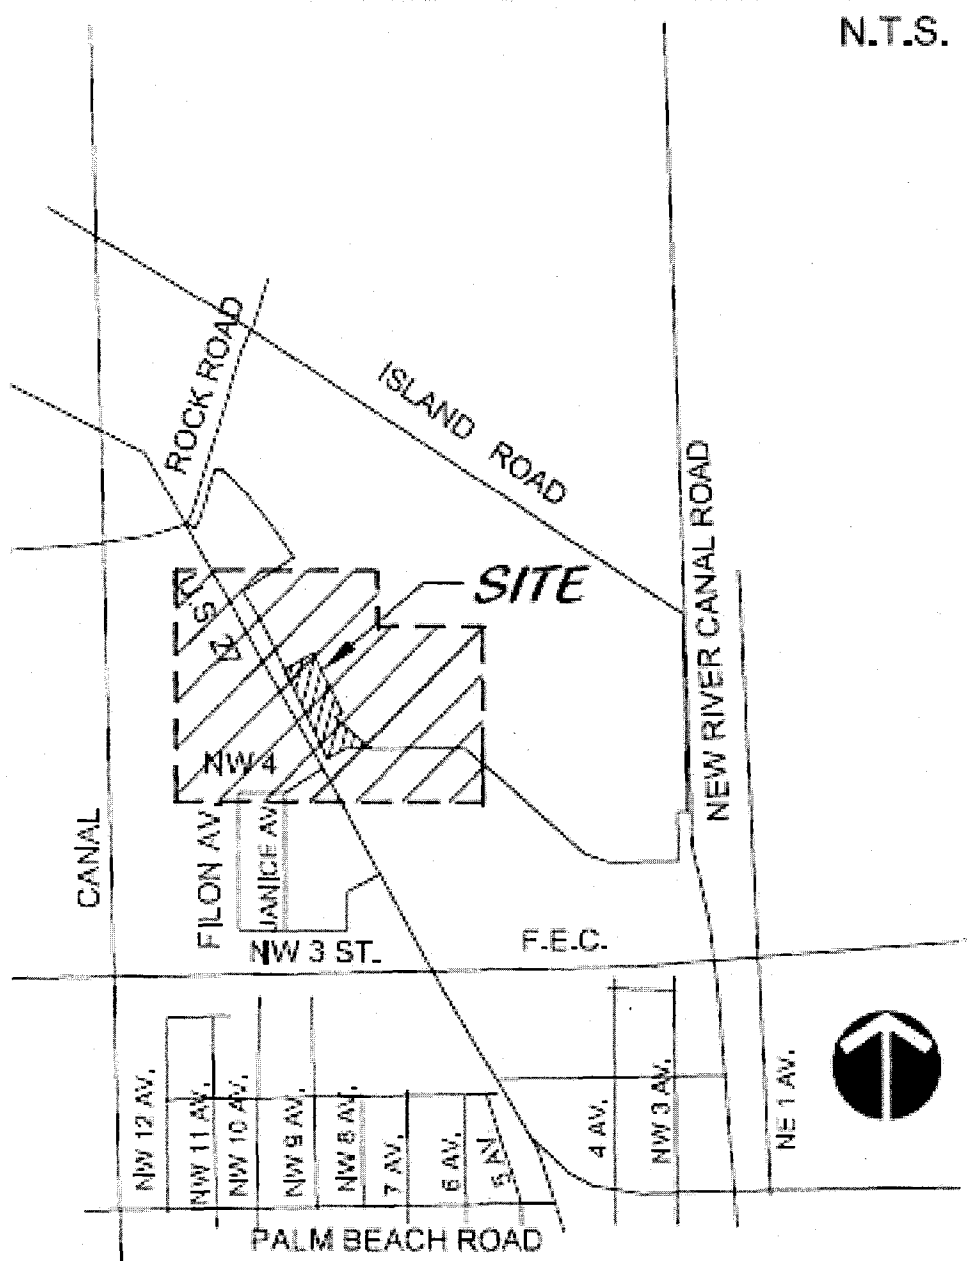 N.T.S.
ROCK ROAD
ISLAND ROAD
NEW RIVER CANAL ROAD
SITE
NW 4
CANAL
FILON AV
JANICE AV
NW 3 ST.
F.E.C.
NW 12 AV.
NW 11 AV.
NW 10 AV.
NW 9 AV.
NW 8 AV.
7 AV.
6 AV.
5 AV
4 AV.
NW 3 AV.
NE 1 AV.
PALM BEACH ROAD